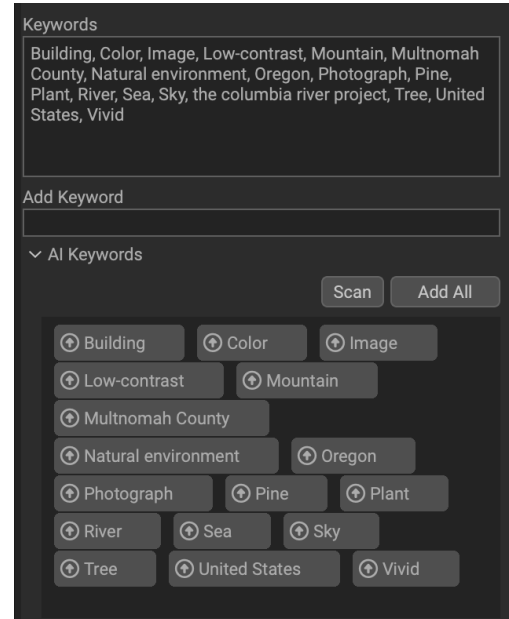 Keywords
Building, Color, Image, Low-contrast, Mountain, Multnomah
County, Natural environment, Oregon, Photograph, Pine,
Plant, River, Sea, Sky, the columbia river project, Tree, United
States, Vivid
Add Keyword
AI Keywords
Scan Add All
Building Color Image
Low-contrast Mountain
Multnomah County
Natural environment Oregon
Photograph Pine Plant
River Sea Sky
Tree United States Vivid